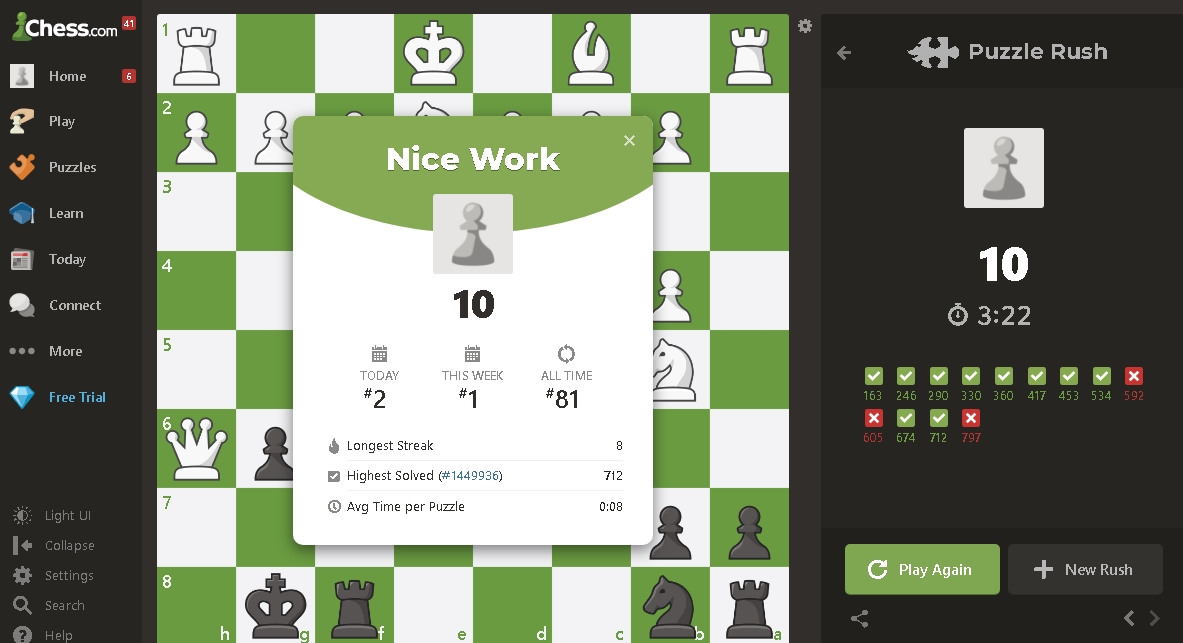 Chess.com 41
Home 6
Play
Puzzles
Learn
Today
Connect
More
Free Trial
Light UI
Collapse
Settings
Search
Help
1
2
3
4
5
6
7
8
h g f e d c b a
Nice Work
10
TODAY THIS WEEK ALL TIME
#2 #1 #81
Longest Streak 8
Highest Solved (#1449936) 712
Avg Time per Puzzle 0:08
Puzzle Rush
10
3:22
163 246 290 330 360 417 453 534 592
605 674 712 797
Play Again New Rush